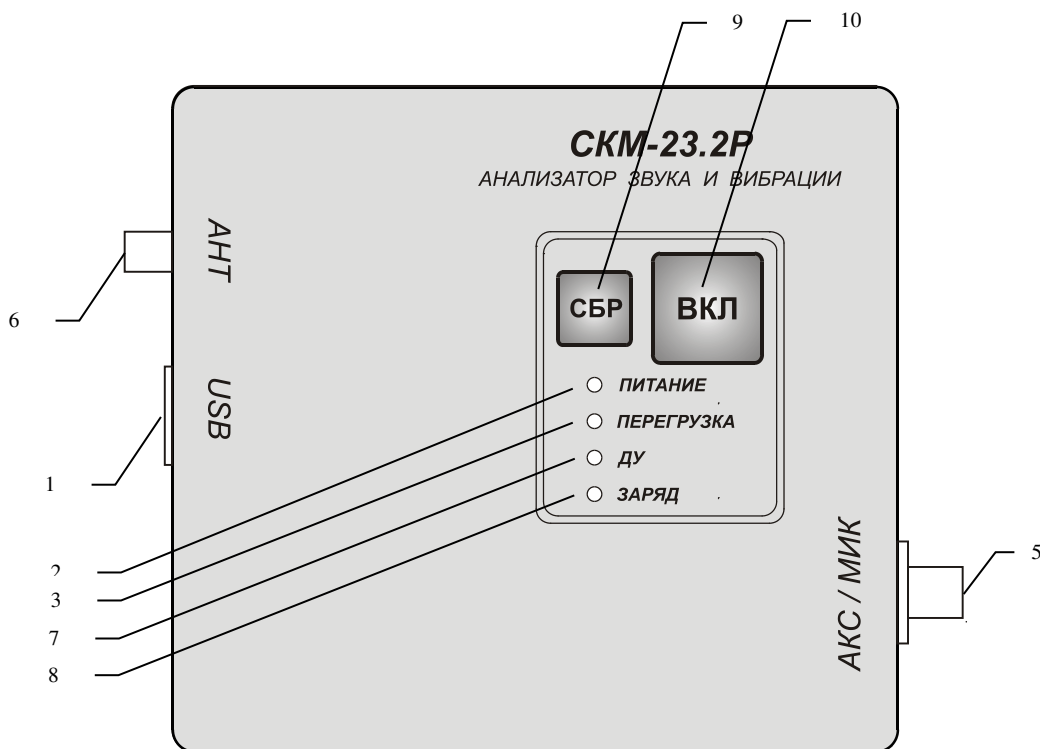 9 10
СКМ-23.2Р
АНАЛИЗАТОР ЗВУКА И ВИБРАЦИИ
АНТ
6
СБР ВКЛ
USB
ПИТАНИЕ
ПЕРЕГРУЗКА
ДУ
ЗАРЯД
1
АКС / МИК
5
2
3
7
8